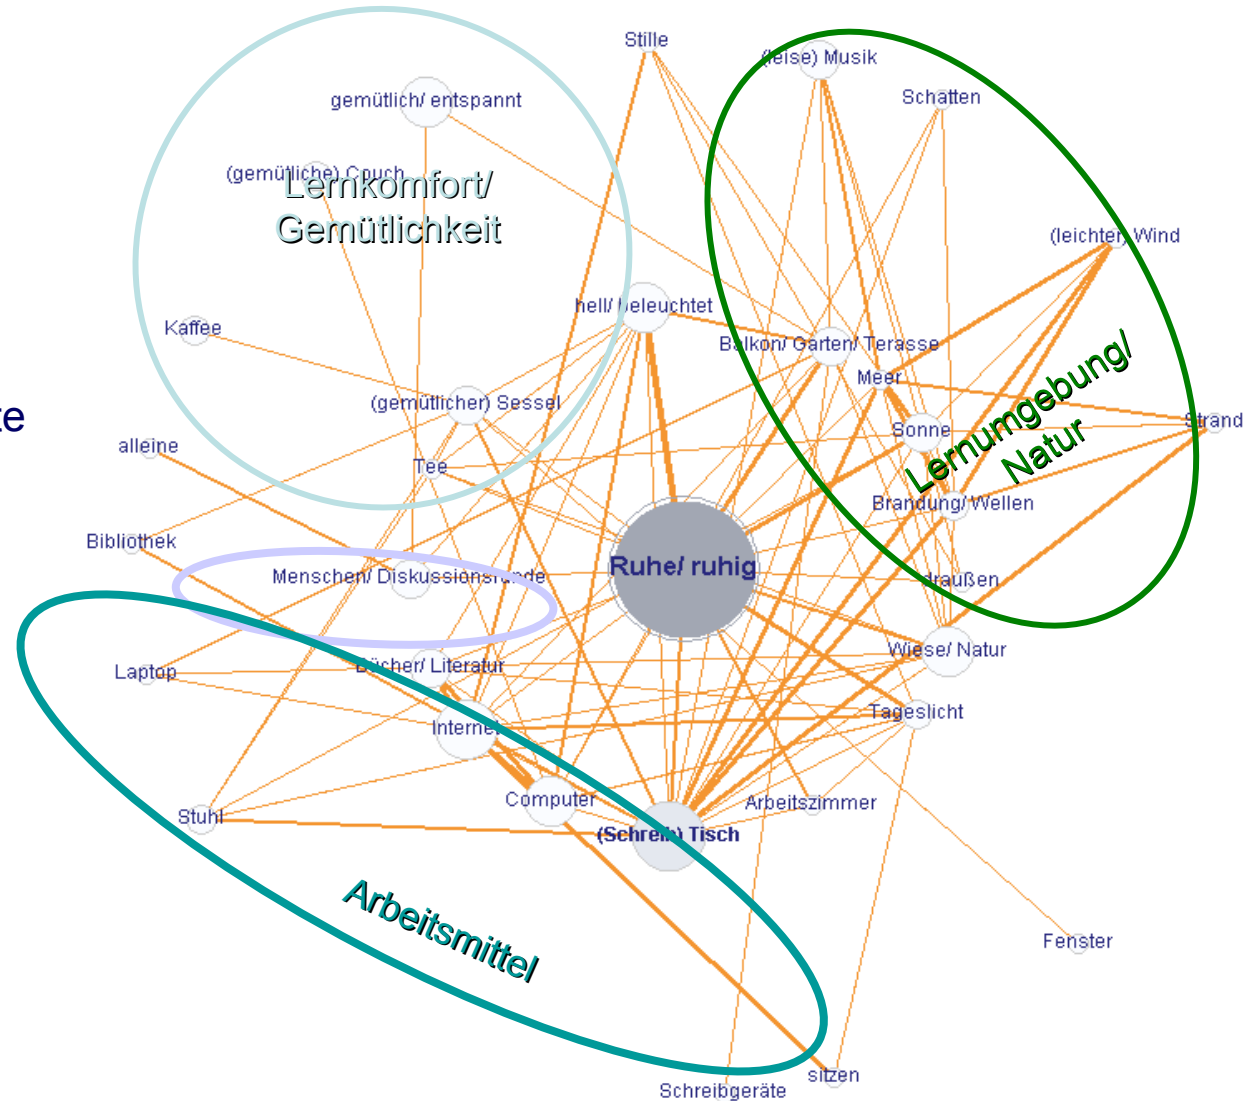 Stille
(leise) Musik
gemütlich/ entspannt
Schatten
(gemütliche) Couch
Lernkomfort/
Gemütlichkeit
(leichter) Wind
hell/ beleuchtet
Kaffee
Balkon/ Garten/ Terasse
Meer
Lernumgebung/
Natur
(gemütlicher) Sessel
te
Strand
Sonne
alleine
Tee
Brandung/ Wellen
Bibliothek
Ruhe/ ruhig
Menschen/ Diskussionsrunde
draußen
Wiese/ Natur
Bücher/ Literatur
Laptop
Tageslicht
Internet
Computer
Arbeitszimmer
Stuhl
(Schreib) Tisch
Arbeitsmittel
Fenster
sitzen
Schreibgeräte